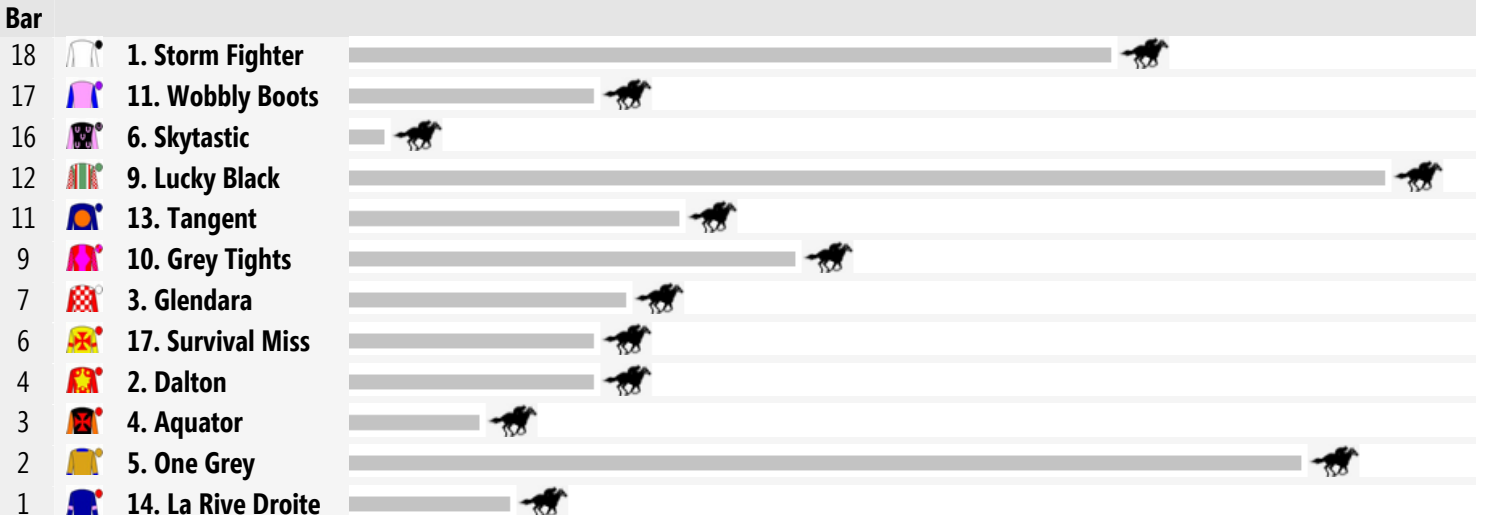 Bar
18 1. Storm Fighter
17 11. Wobbly Boots
16 6. Skytastic
12 9. Lucky Black
11 13. Tangent
9 10. Grey Tights
7 3. Glendara
6 17. Survival Miss
4 2. Dalton
3 4. Aquator
2 5. One Grey
1 14. La Rive Droite